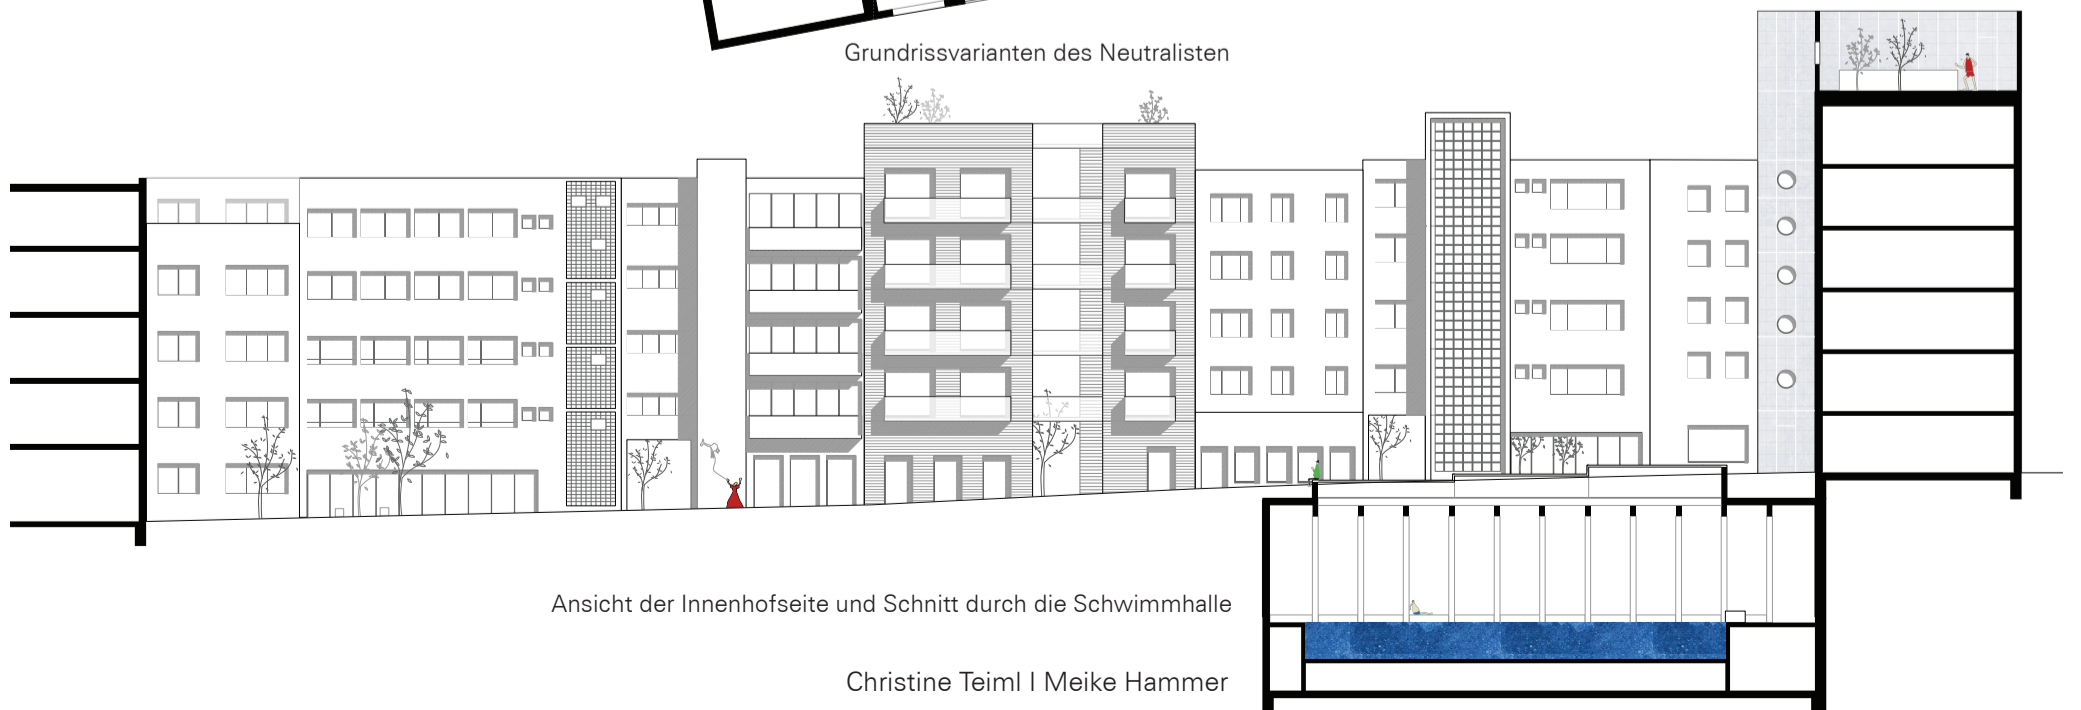 Grundrissvarianten des Neutralisten
Ansicht der Innenhofseite und Schnitt durch die Schwimmhalle
Christine Teiml I Meike Hammer